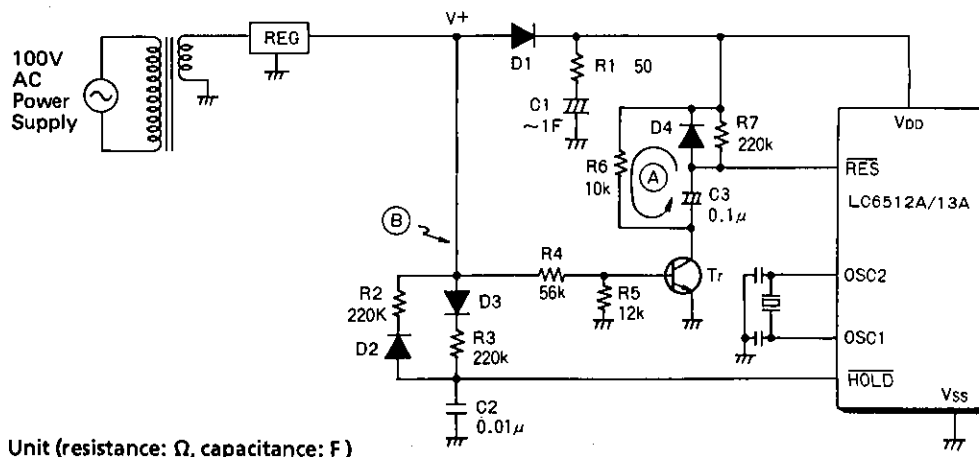 100V
AC
Power
Supply
REG
V+
D1
R1 50
C1
~1F
D4
R7
220k
R6
10k
A
C3
0.1μ
VDD
RES
LC6512A/13A
B
R4
56k
Tr
R5
12k
R2
220K
D3
D2
R3
220k
OSC2
OSC1
HOLD
C2
0.01μ
VSS
Unit (resistance: Ω, capacitance: F)